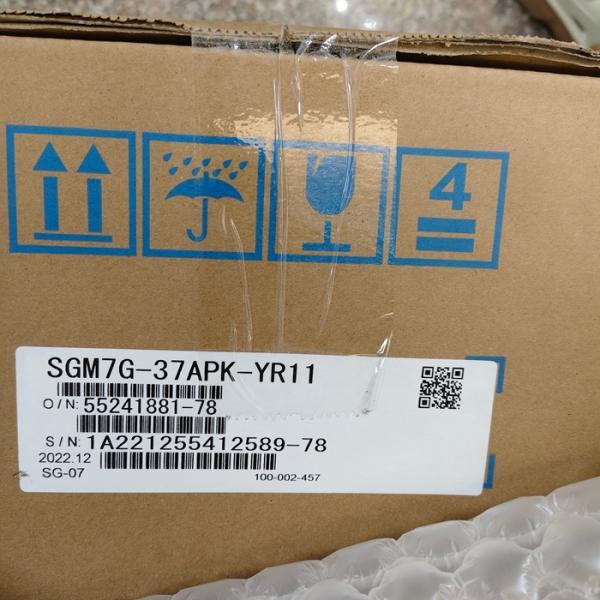 4
SGM7G-37APK-YR11
O/N: 55241881-78
S/N: 1A221255412589-78
2022.12
SG-07 100-002-457